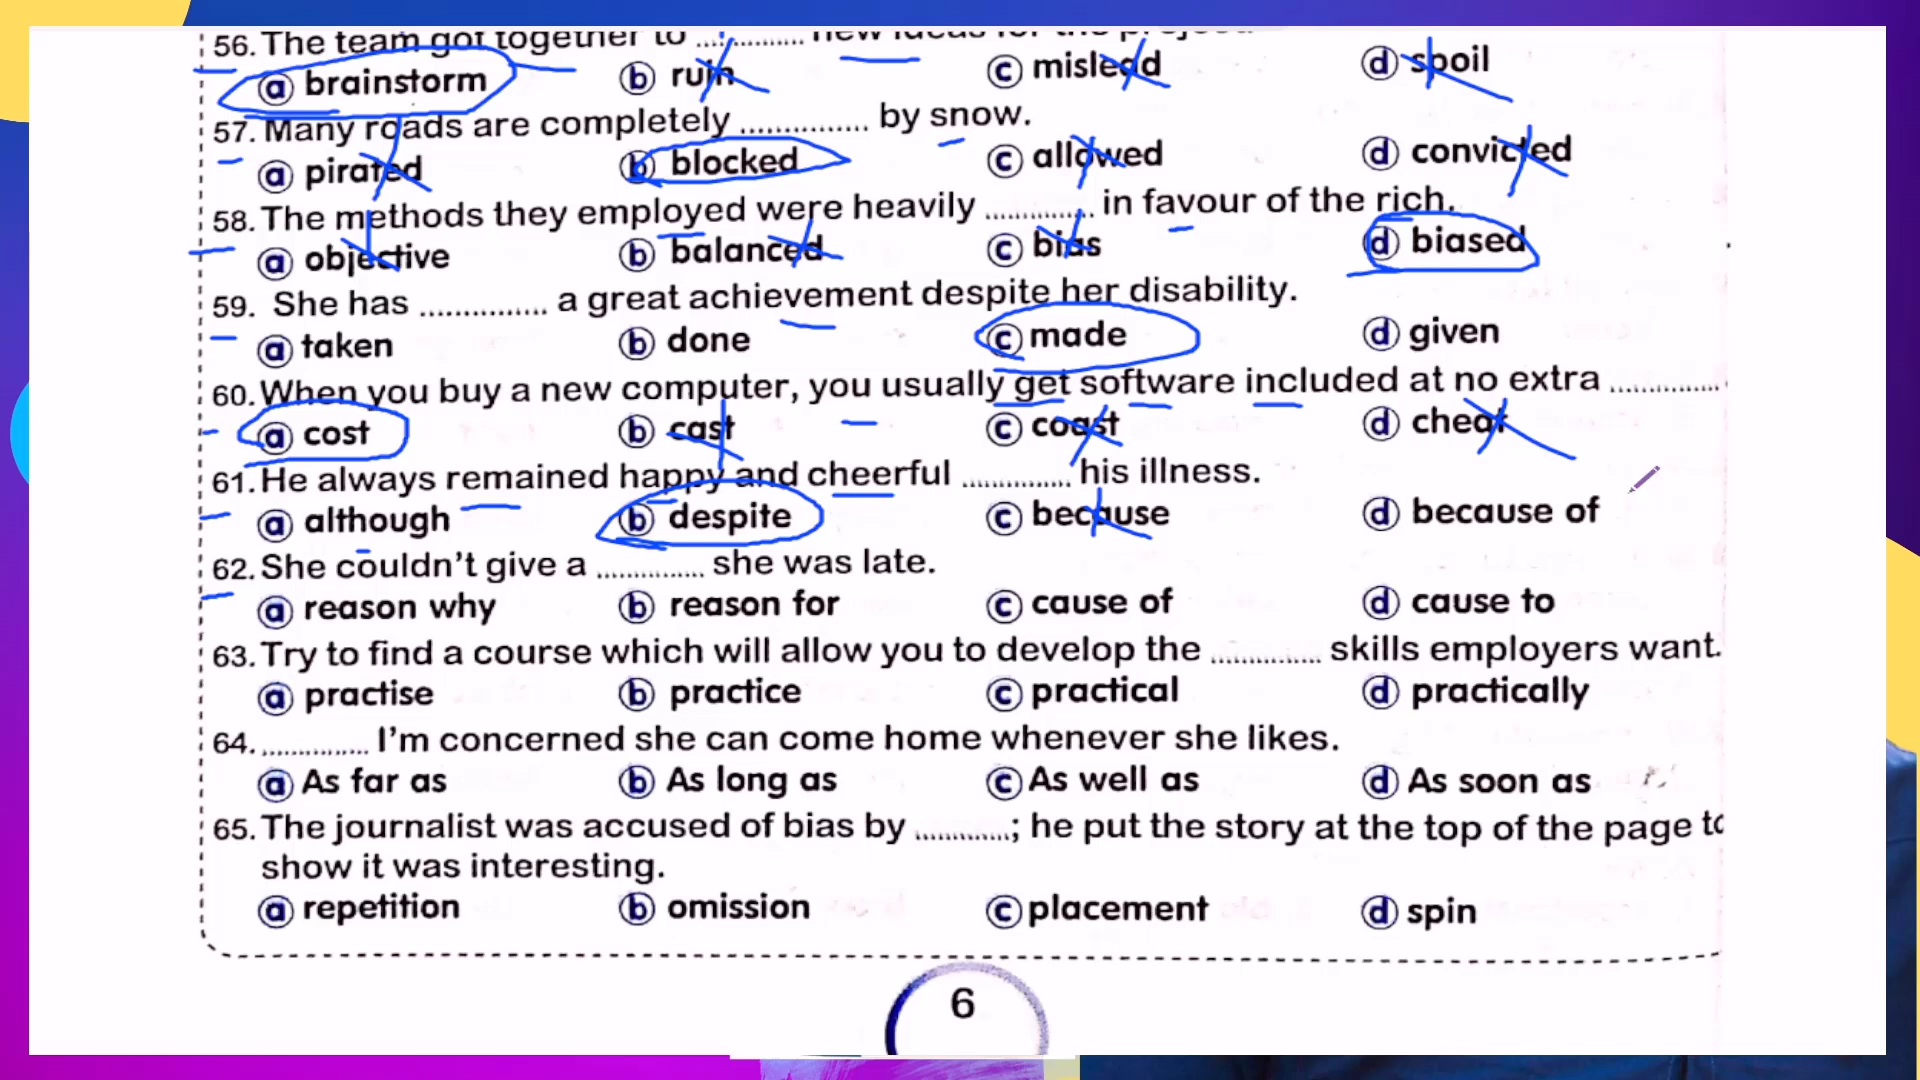 56. The team got together to ............... new ideas for the project.
a brainstorm b ruin c mislead d spoil
57. Many roads are completely ............... by snow.
a pirated b blocked c allowed d convicted
58. The methods they employed were heavily ............... in favour of the rich.
a objective b balanced c bias d biased
59. She has ............... a great achievement despite her disability.
a taken b done c made d given
60. When you buy a new computer, you usually get software included at no extra ...............
a cost b cast c coast d cheat
61. He always remained happy and cheerful ............... his illness.
a although b despite c because d because of
62. She couldn't give a ............... she was late.
a reason why b reason for c cause of d cause to
63. Try to find a course which will allow you to develop the ............... skills employers want.
a practise b practice c practical d practically
64. ............... I'm concerned she can come home whenever she likes.
a As far as b As long as c As well as d As soon as
65. The journalist was accused of bias by ............; he put the story at the top of the page to
show it was interesting.
a repetition b omission c placement d spin
6